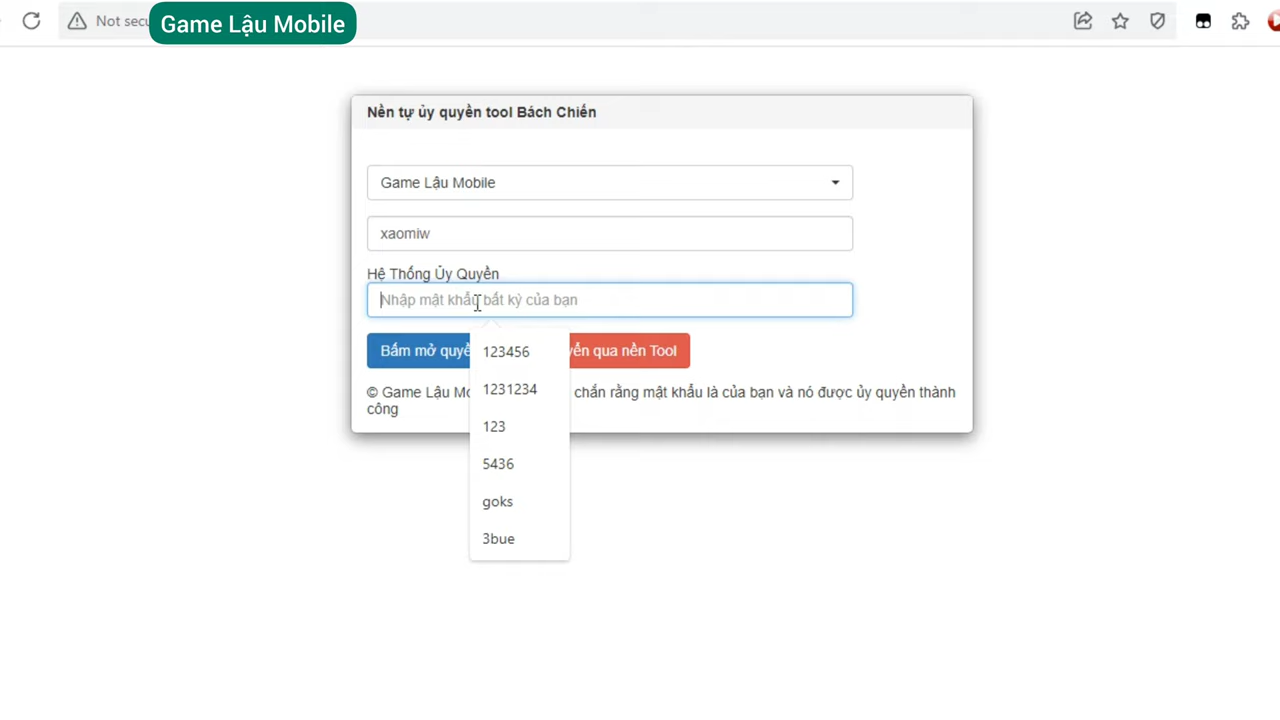 Not secu
Game Lậu Mobile
Nền tự ủy quyền tool Bách Chiến
Game Lậu Mobile
xaomiw
Hệ Thống Ủy Quyền
Nhập mật khẩu bất kỳ của bạn
Bấm mở quyề yển qua nền Tool
123456
1231234
123
5436
goks
3bue
© Game Lậu Mo chắn rằng mật khẩu là của bạn và nó được ủy quyền thành
công